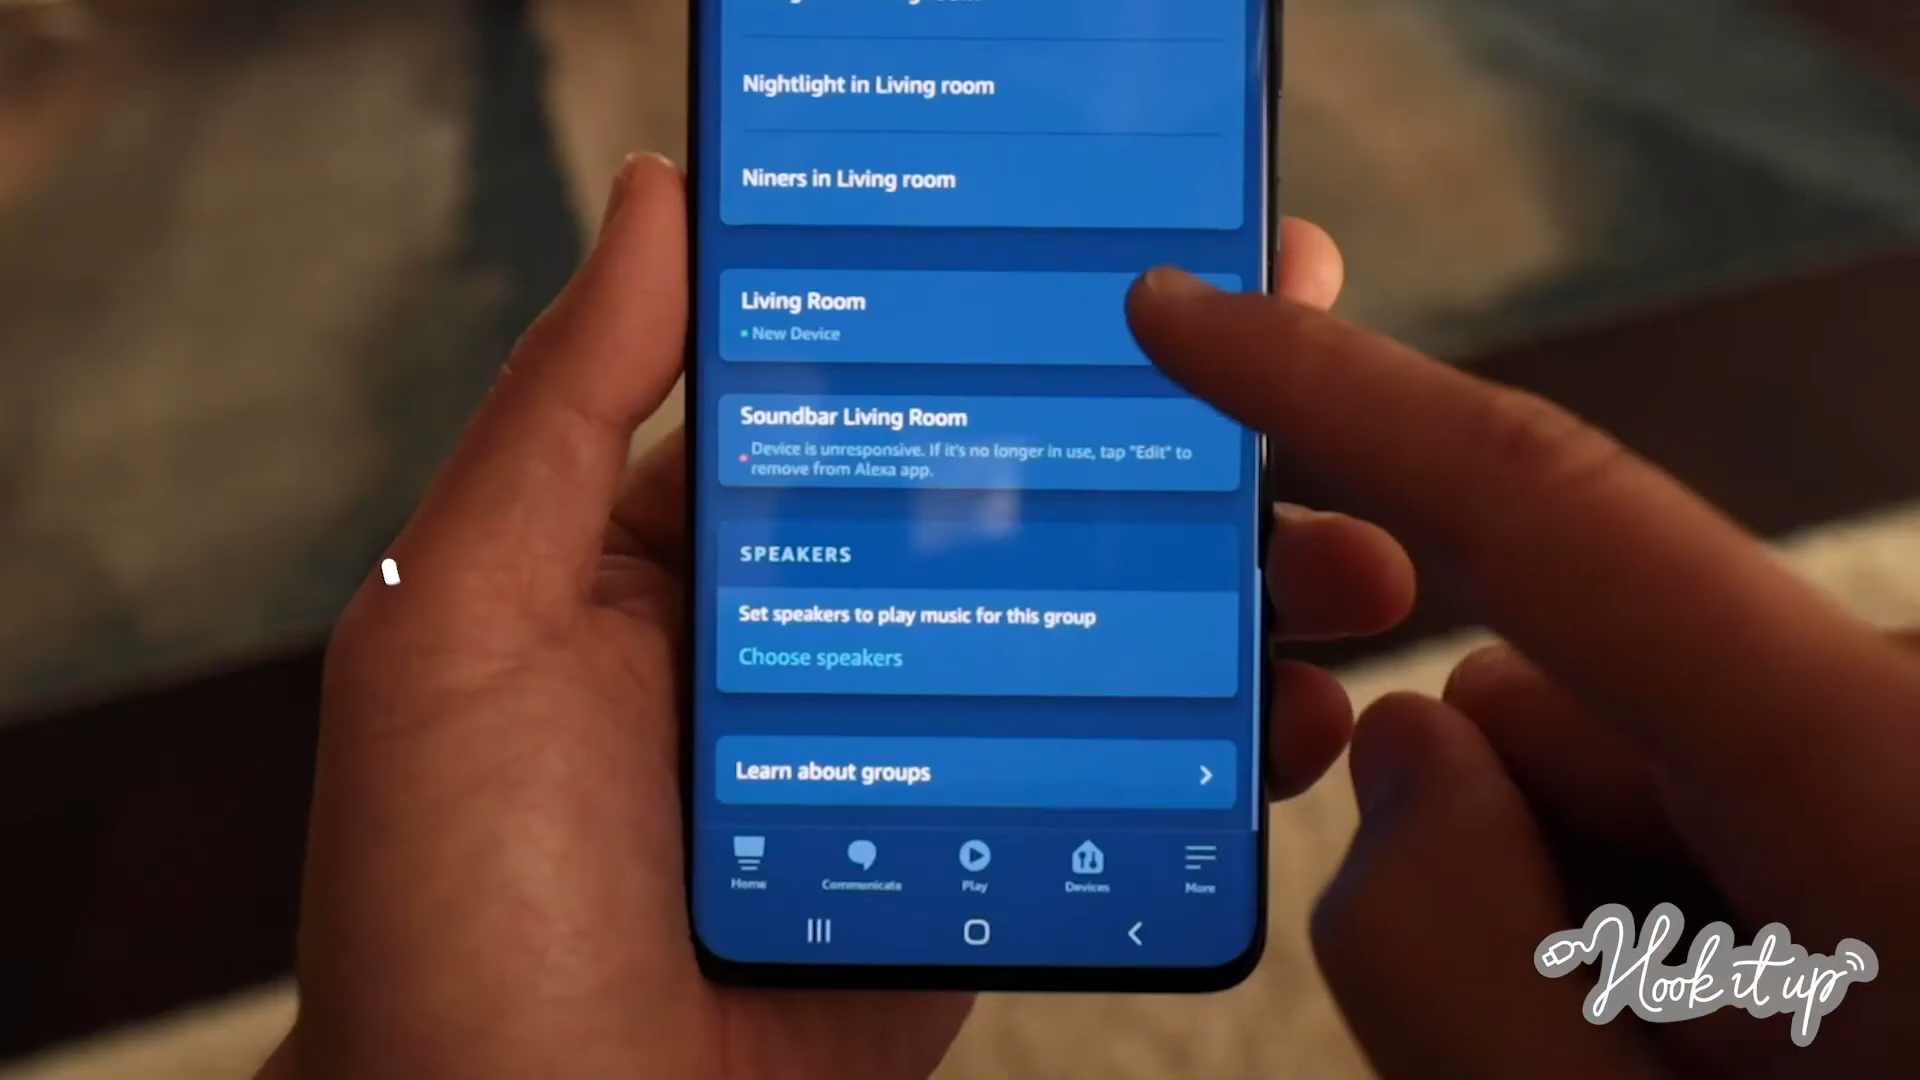 Nightlight in Living room
Niners in Living room
Living Room
New Device
Soundbar Living Room
Device is unresponsive. If it's no longer in use, tap "Edit" to
remove from Alexa app.
SPEAKERS
Set speakers to play music for this group
Choose speakers
Learn about groups
Home
Communicate
Play
Devices
More
Hook it up